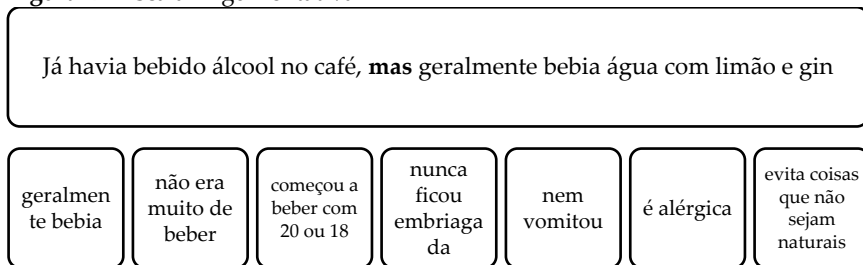 Já havia bebido álcool no café, mas geralmente bebia água com limão e gin
geralmen
te bebia
não era
muito de
beber
começou a
beber com
20 ou 18
nunca
ficou
embriaga
da
nem
vomitou
é alérgica
evita coisas
que não
sejam
naturais